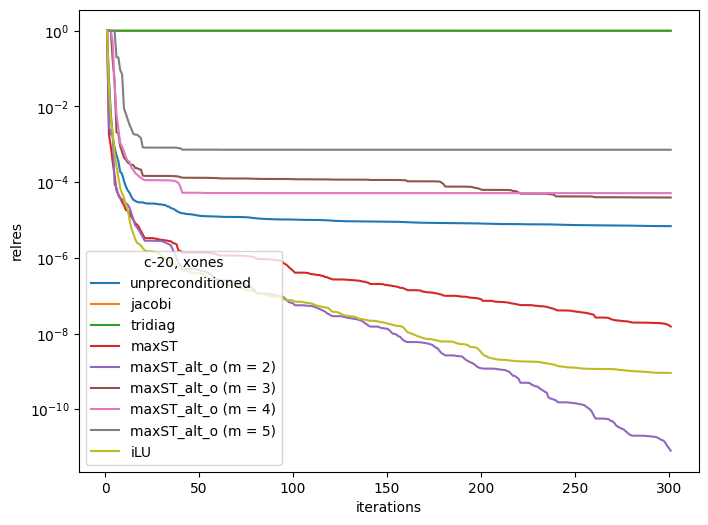 10⁰
10⁻²
10⁻⁴
10⁻⁶
10⁻⁸
10⁻¹⁰
relres
c-20, xones
unpreconditioned
jacobi
tridiag
maxST
maxST_alt_o (m = 2)
maxST_alt_o (m = 3)
maxST_alt_o (m = 4)
maxST_alt_o (m = 5)
iLU
0 50 100 150 200 250 300
iterations